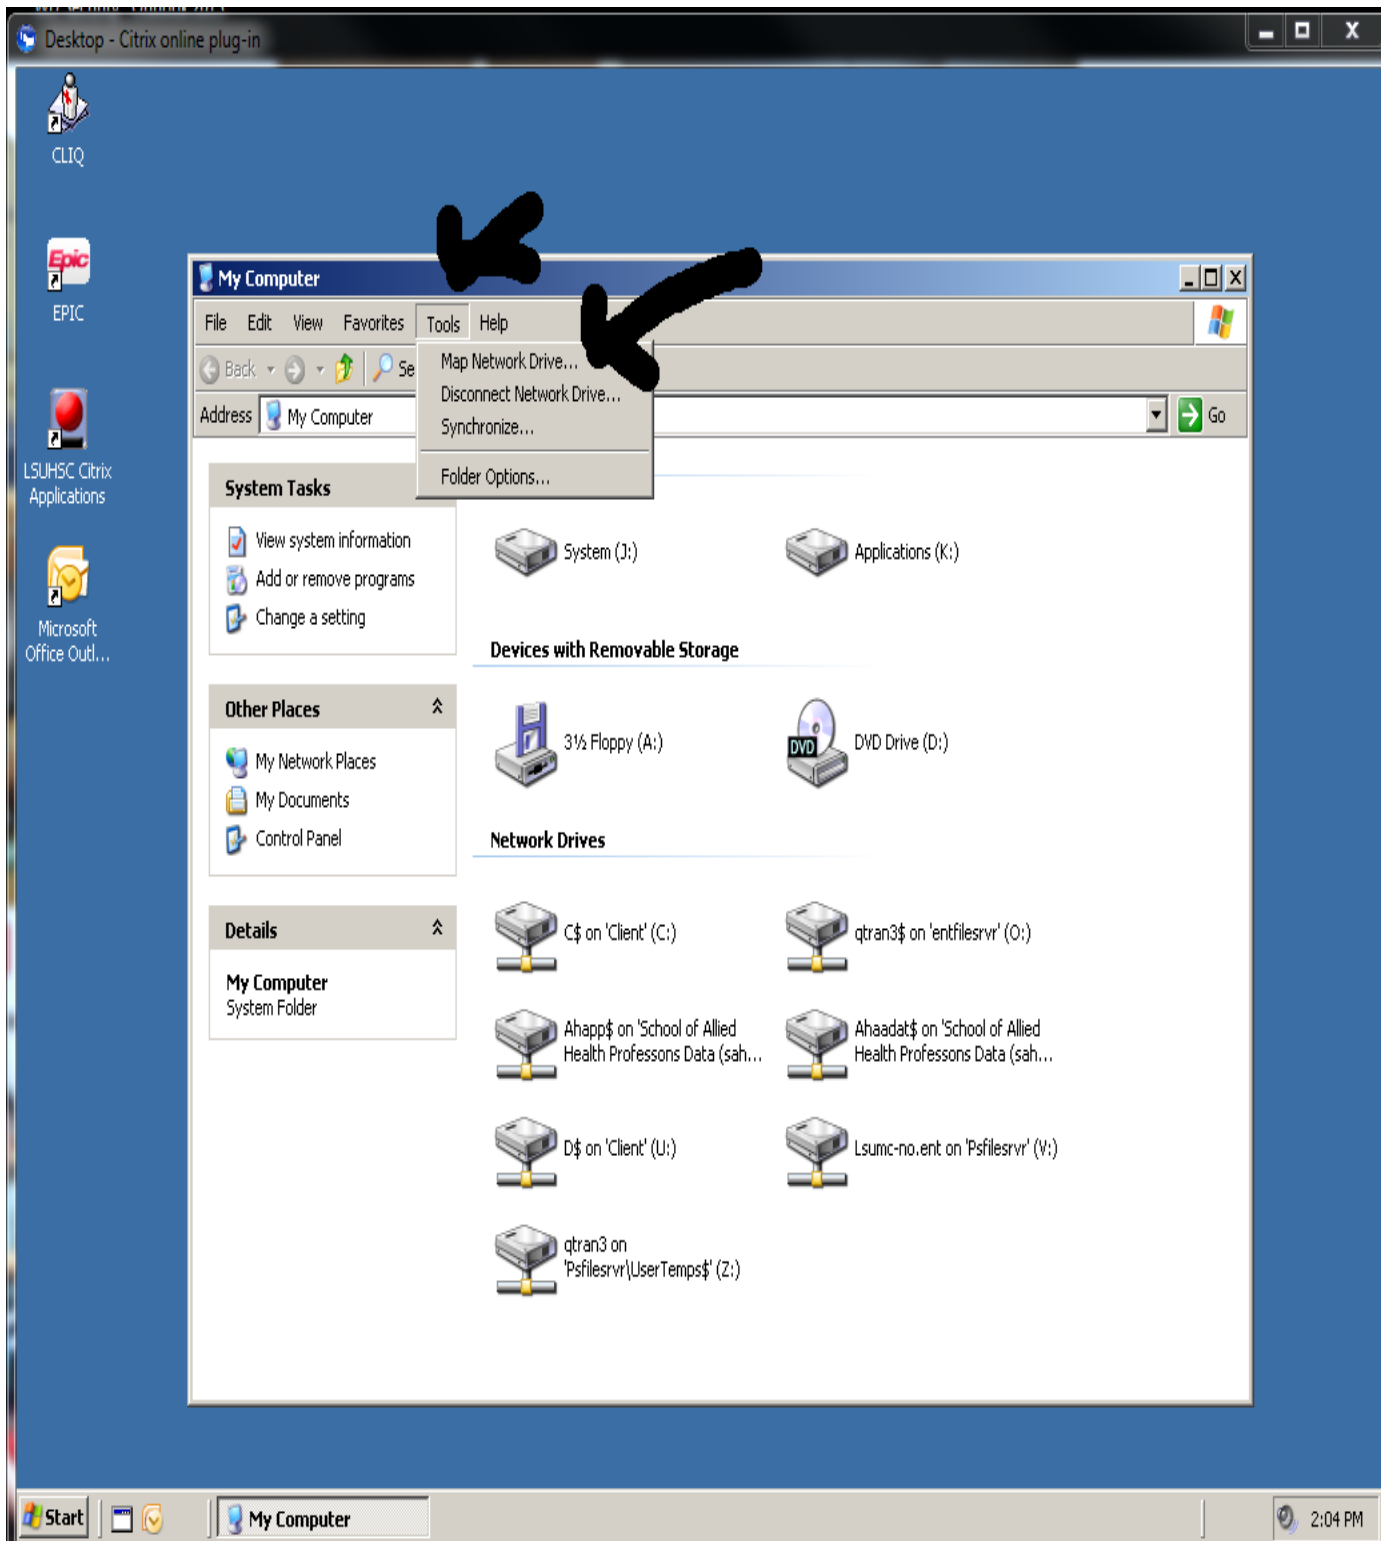 Desktop - Citrix online plug-in
CLIQ
Epic
EPIC
LSUHSC Citrix
Applications
Microsoft
Office Outl...
My Computer
File Edit View Favorites Tools Help
Back Se
Map Network Drive...
Disconnect Network Drive...
Synchronize...
Folder Options...
Address My Computer Go
System Tasks
View system information
Add or remove programs
Change a setting
Other Places
My Network Places
My Documents
Control Panel
Details
My Computer
System Folder
System (J:) Applications (K:)
Devices with Removable Storage
3½ Floppy (A:) DVD Drive (D:)
DVD
Network Drives
C$ on 'Client' (C:) qtran3$ on 'entfilesrvr' (O:)
Ahapp$ on 'School of Allied
Health Professons Data (sah...
Ahaadat$ on 'School of Allied
Health Professons Data (sah...
D$ on 'Client' (U:) Lsumc-no.ent on 'Psfilesrvr' (V:)
qtran3 on
'Psfilesrvr\UserTemps$' (Z:)
Start My Computer 2:04 PM